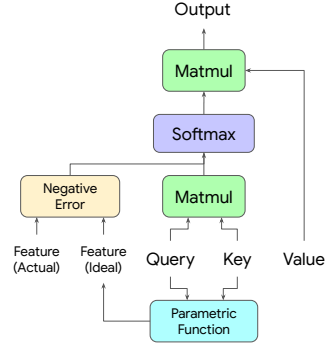 Output
Matmul
Softmax
Negative
Error
Matmul
Feature
(Actual)
Feature
(Ideal)
Query
Key
Value
Parametric
Function